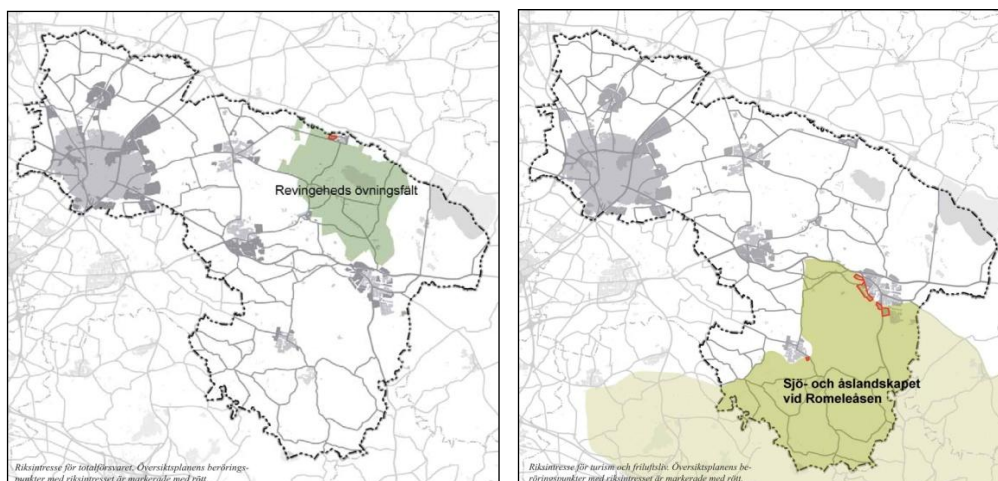 Revingeheds övningsfält
Riksintresse för totalförsvaret. Översiktsplanens berörings-
punkter med riksintresset är markerade med rött.
Sjö- och åslandskapet
vid Romeleåsen
Riksintresse för turism och friluftsliv. Översiktsplanens be-
röringspunkter med riksintresset är markerade med rött.